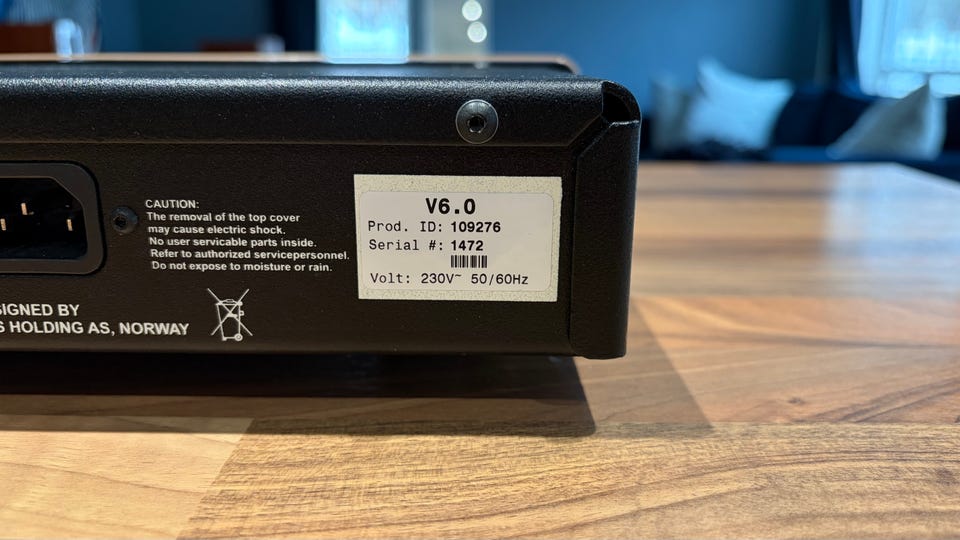 CAUTION:
The removal of the top cover
may cause electric shock.
No user servicable parts inside.
Refer to authorized servicepersonnel.
Do not expose to moisture or rain.
SIGNED BY
S HOLDING AS, NORWAY
V6.0
Prod. ID: 109276
Serial #: 1472
Volt: 230V~ 50/60Hz